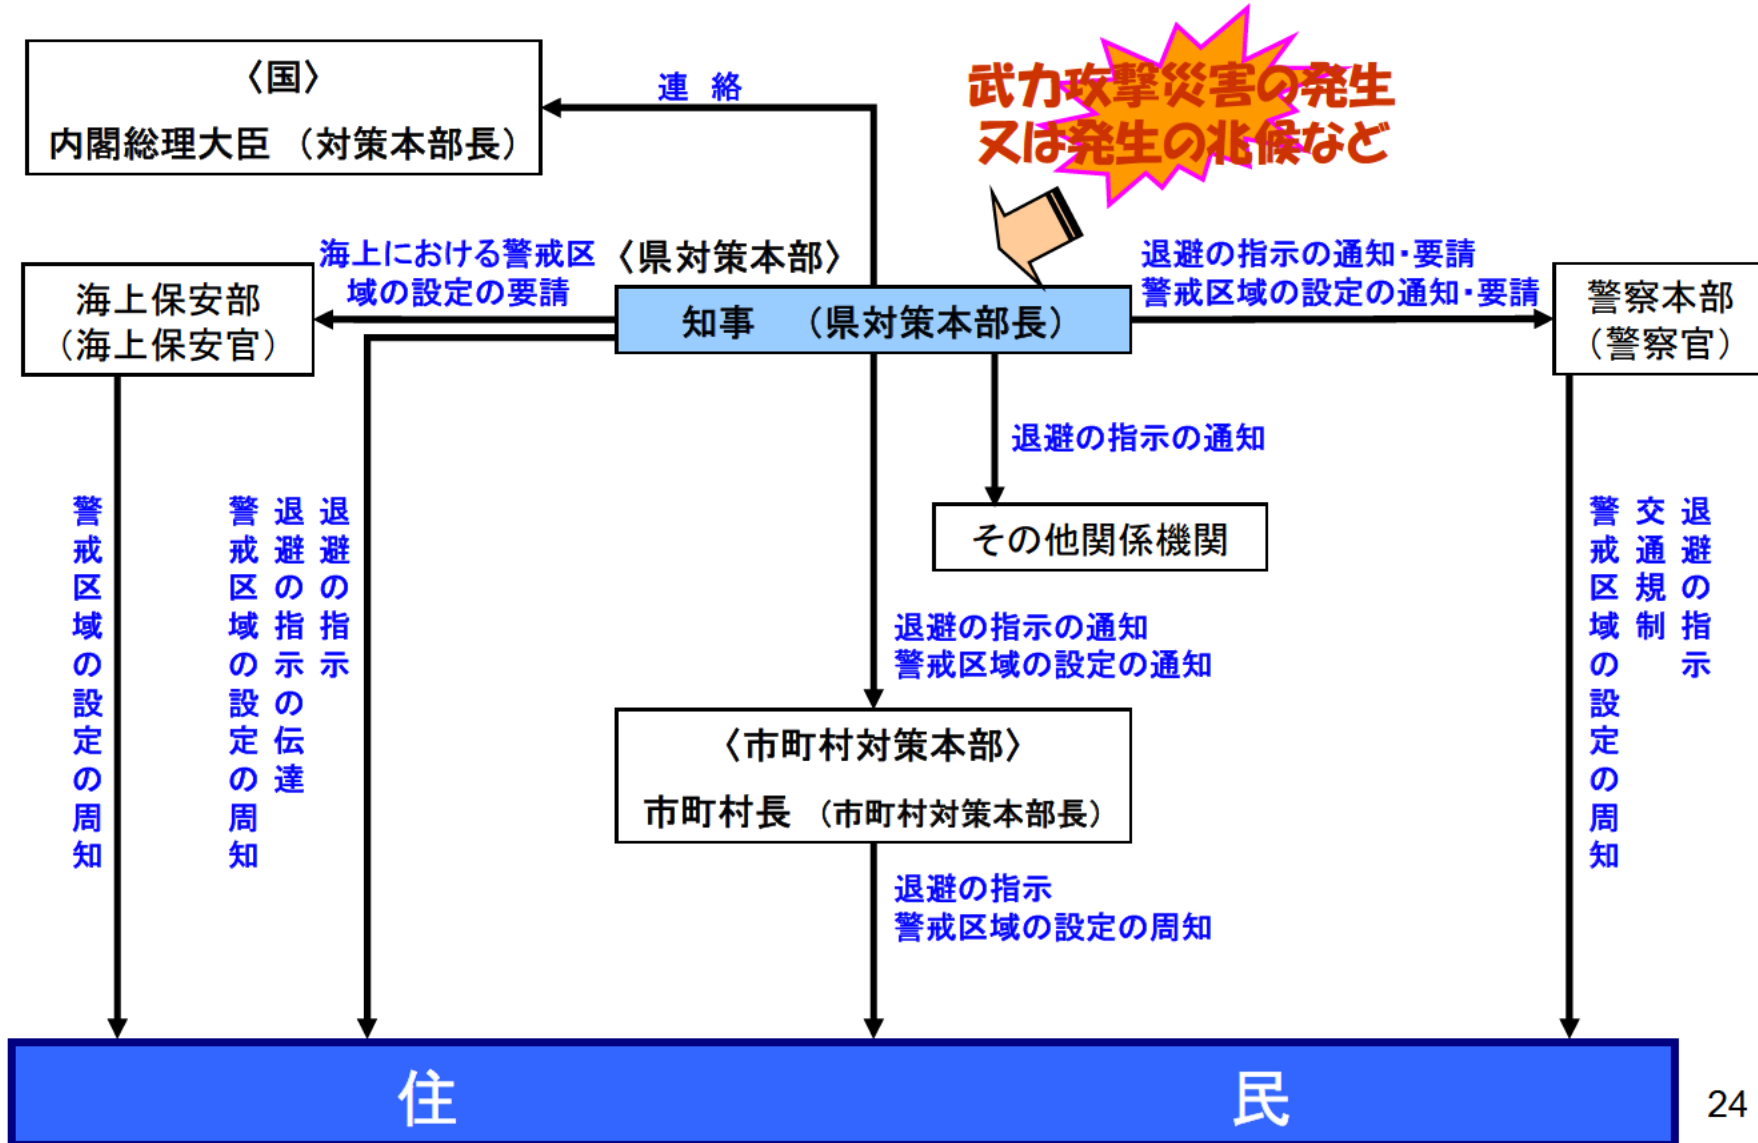 武力攻撃災害の発生
又は発生の兆候など
〈国〉
内閣総理大臣 （対策本部長）
連 絡
〈県対策本部〉
知事 （県対策本部長）
海上における警戒区
域の設定の要請
海上保安部
（海上保安官）
退避の指示の通知・要請
警戒区域の設定の通知・要請
警察本部
（警察官）
退避の指示の通知
その他関係機関
退避の指示の通知
警戒区域の設定の通知
〈市町村対策本部〉
市町村長 （市町村対策本部長）
退避の指示
警戒区域の設定の周知
警戒区域の設定の周知
退避の指示
退避の指示の伝達
警戒区域の設定の周知
退避の指示
交通規制
警戒区域の設定の周知
住 民
24